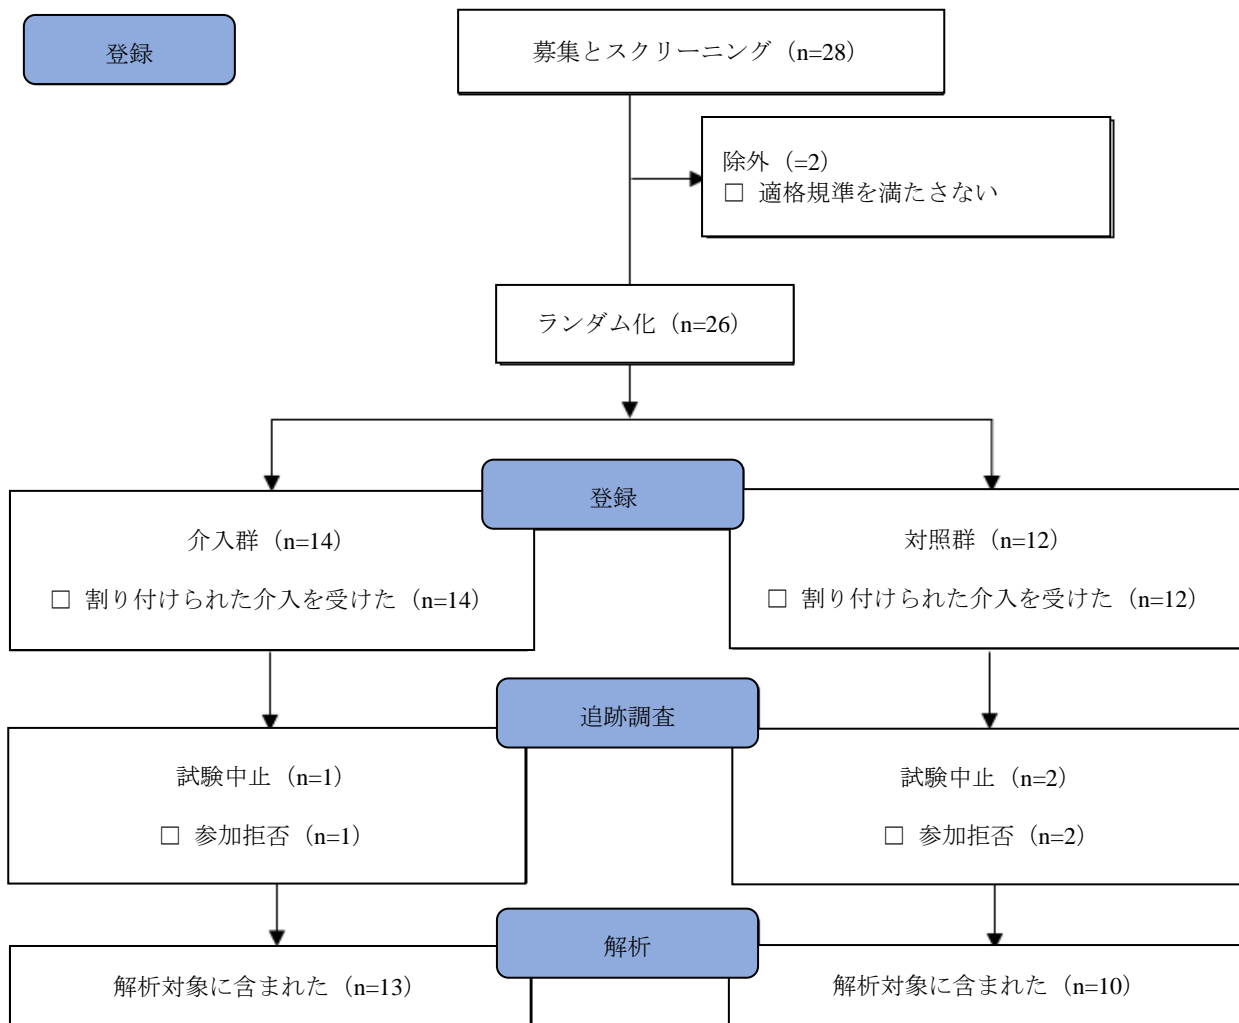 登録
募集とスクリーニング（n=28）
除外（=2）
□ 適格規準を満たさない
ランダム化（n=26）
登録
介入群（n=14）
□ 割り付けられた介入を受けた（n=14）
対照群（n=12）
□ 割り付けられた介入を受けた（n=12）
追跡調査
試験中止（n=1）
□ 参加拒否（n=1）
試験中止（n=2）
□ 参加拒否（n=2）
解析
解析対象に含まれた（n=13）
解析対象に含まれた（n=10）